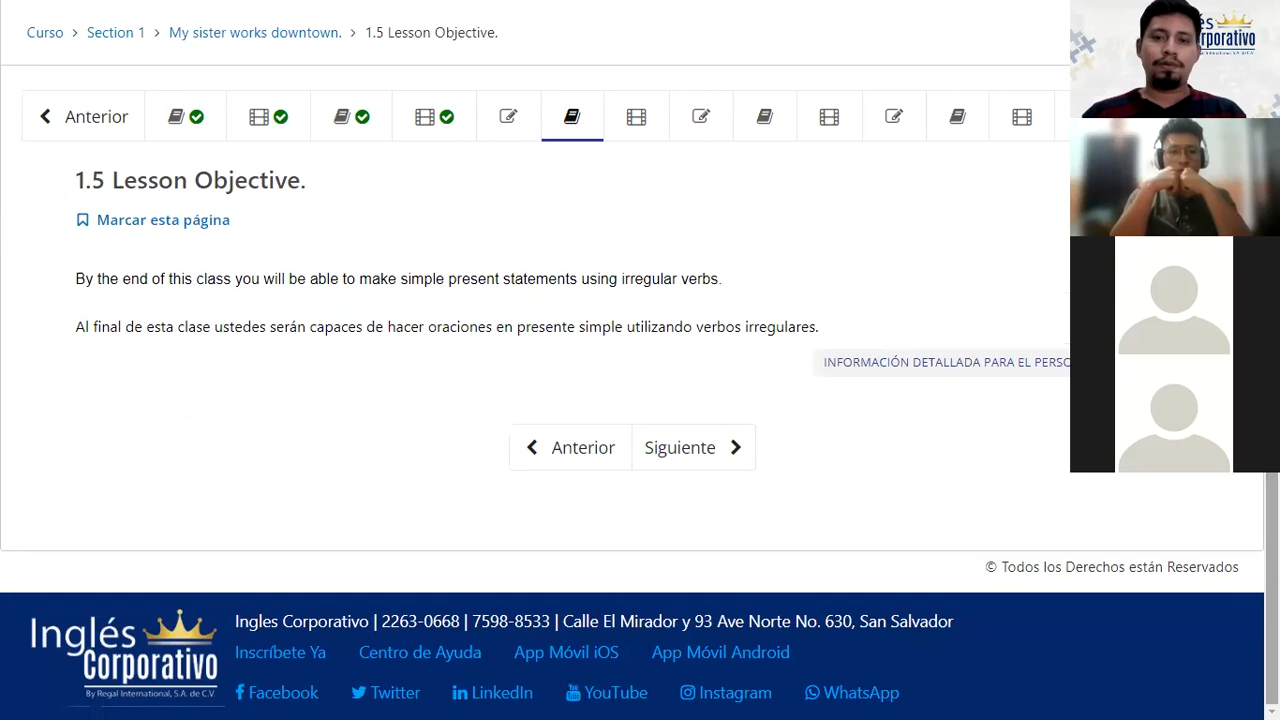 Curso > Section 1 > My sister works downtown. > 1.5 Lesson Objective.
Anterior
1.5 Lesson Objective.
Marcar esta página
By the end of this class you will be able to make simple present statements using irregular verbs.
Al final de esta clase ustedes serán capaces de hacer oraciones en presente simple utilizando verbos irregulares.
INFORMACIÓN DETALLADA PARA EL
Anterior Siguiente
© Todos los Derechos están Reservados
Inglés Corporativo
By Regal International, S.A. de C.V.
Ingles Corporativo | 2263-0668 | 7598-8533 | Calle El Mirador y 93 Ave Norte No. 630, San Salvador
Inscríbete Ya Centro de Ayuda App Móvil iOS App Móvil Android
Facebook Twitter LinkedIn YouTube Instagram WhatsApp